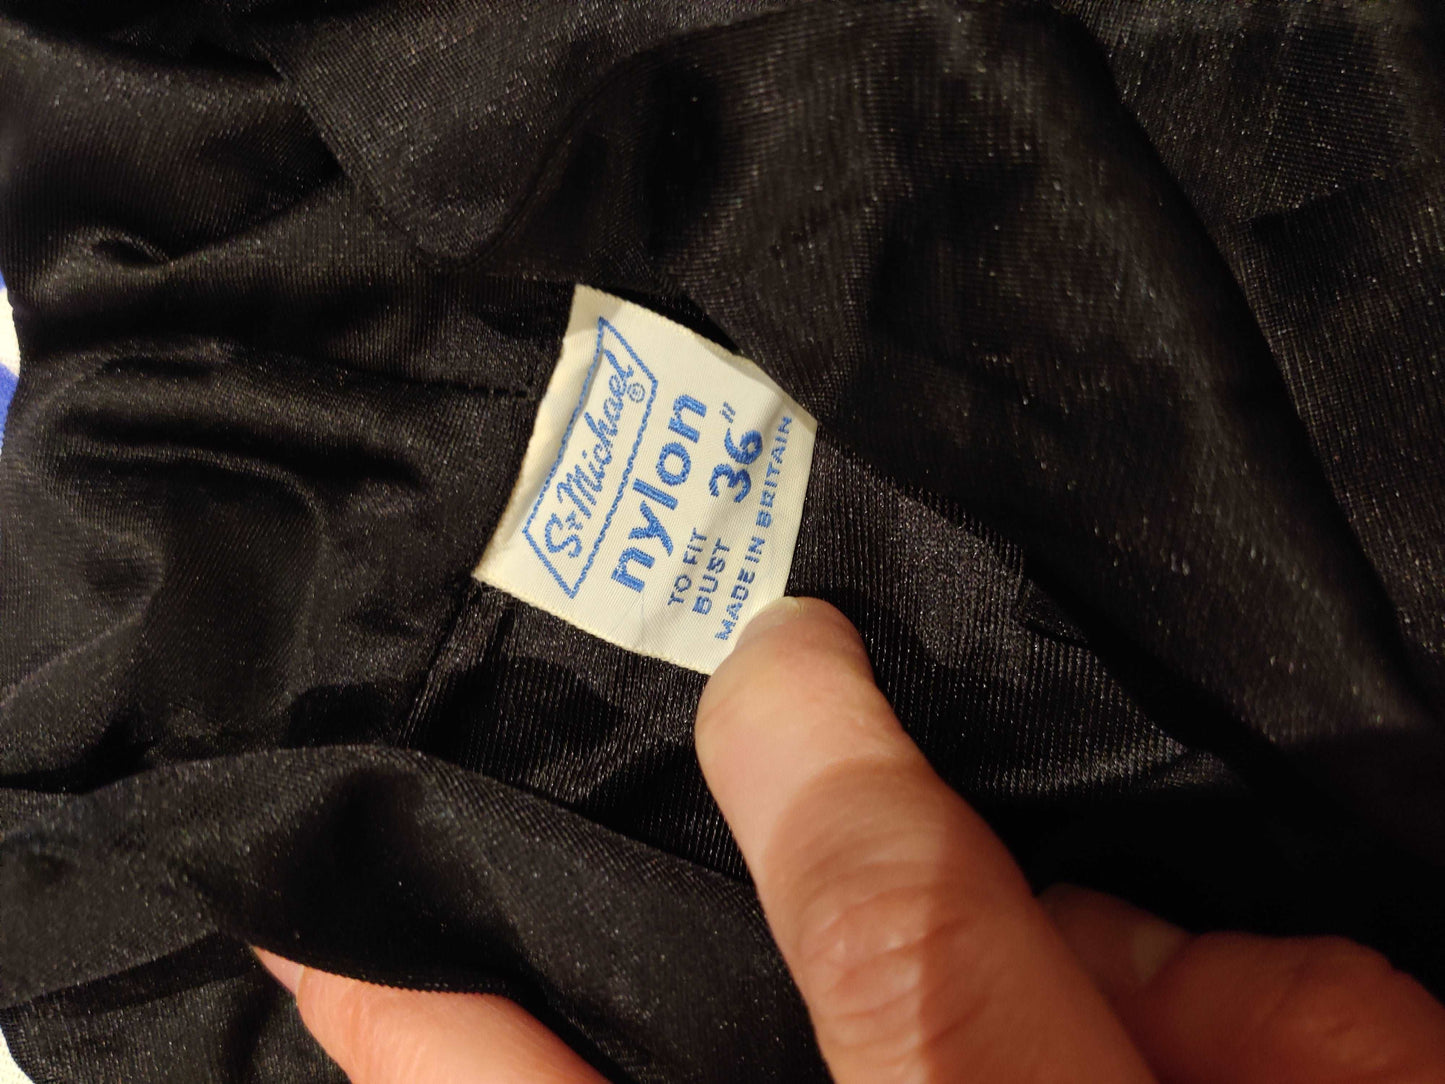 St Michael ®
nylon
TO FIT
BUST 36"
MADE IN BRITAIN